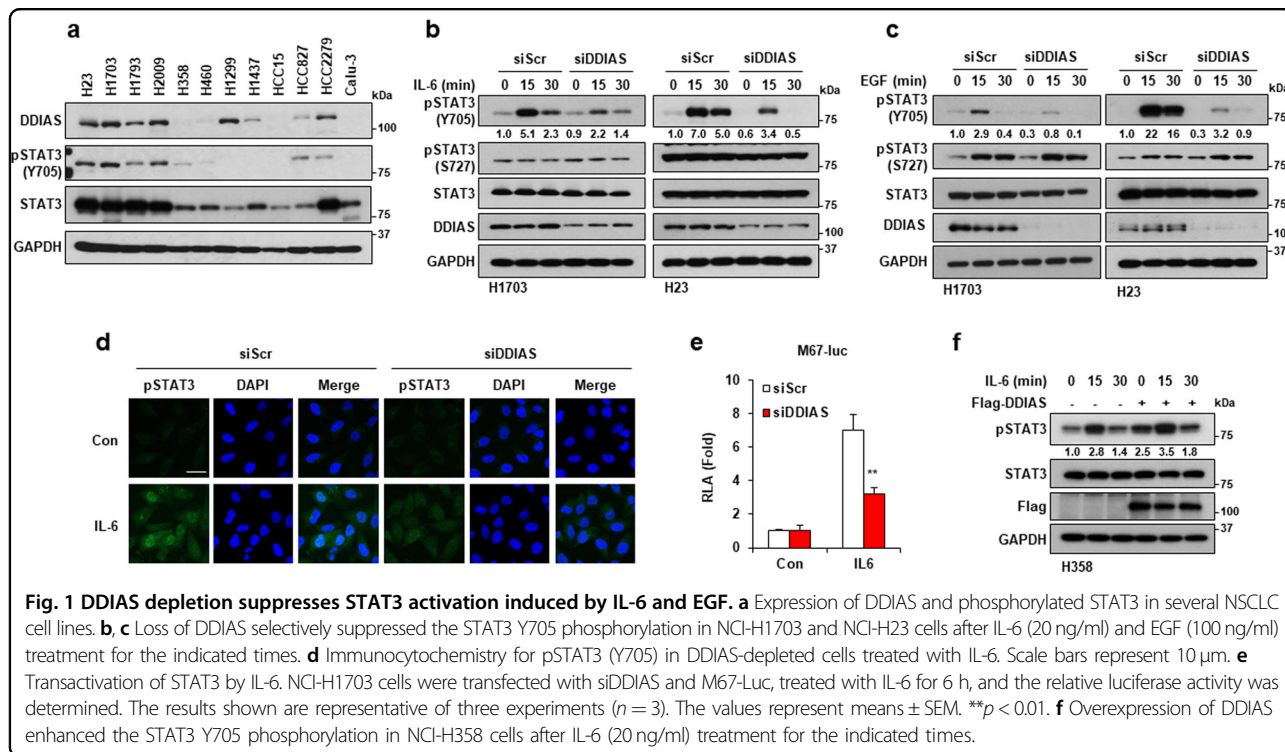 a
H23 H1703 H1793 H2009 H358 H460 H1299 H437 HCC15 HCC827 HCC2279 Calu-3
kDa
DDIAS 100
pSTAT3 (Y705) 75
STAT3 75
37
GAPDH
b
siScr siDDIAS siScr siDDIAS
IL-6 (min) 0 15 30 0 15 30 0 15 30 0 15 30 kDa
pSTAT3 (Y705) 75
1.0 5.1 2.3 0.9 2.2 1.4 1.0 7.0 5.0 0.6 3.4 0.5
pSTAT3 (S727) 75
STAT3 75
DDIAS 100
37
GAPDH
H1703 H23
c
siScr siDDIAS siScr siDDIAS
EGF (min) 0 15 30 0 15 30 0 15 30 0 15 30 kDa
pSTAT3 (Y705) 75
1.0 2.9 0.4 0.3 0.8 0.1 1.0 22 16 0.3 3.2 0.9
pSTAT3 (S727) 75
STAT3 75
DDIAS 10
37
GAPDH
H1703 H23
d
siScr siDDIAS
pSTAT3 DAPI Merge pSTAT3 DAPI Merge
Con
IL-6
e
M67-luc
RLA (Fold)
10
8
6
4
2
0
siScr
siDDIAS
**
Con IL6
f
IL-6 (min) 0 15 30 0 15 30
Flag-DDIAS - - - + + + kDa
pSTAT3 75
1.0 2.8 1.4 2.5 3.5 1.8
STAT3 75
Flag 100
37
GAPDH
H358
Fig. 1 DDIAS depletion suppresses STAT3 activation induced by IL-6 and EGF. a Expression of DDIAS and phosphorylated STAT3 in several NSCLC
cell lines. b, c Loss of DDIAS selectively suppressed the STAT3 Y705 phosphorylation in NCI-H1703 and NCI-H23 cells after IL-6 (20 ng/ml) and EGF (100 ng/ml)
treatment for the indicated times. d Immunocytochemistry for pSTAT3 (Y705) in DDIAS-depleted cells treated with IL-6. Scale bars represent 10 μm. e
Transactivation of STAT3 by IL-6. NCI-H1703 cells were transfected with siDDIAS and M67-Luc, treated with IL-6 for 6 h, and the relative luciferase activity was
determined. The results shown are representative of three experiments (n = 3). The values represent means ± SEM. **p < 0.01. f Overexpression of DDIAS
enhanced the STAT3 Y705 phosphorylation in NCI-H358 cells after IL-6 (20 ng/ml) treatment for the indicated times.